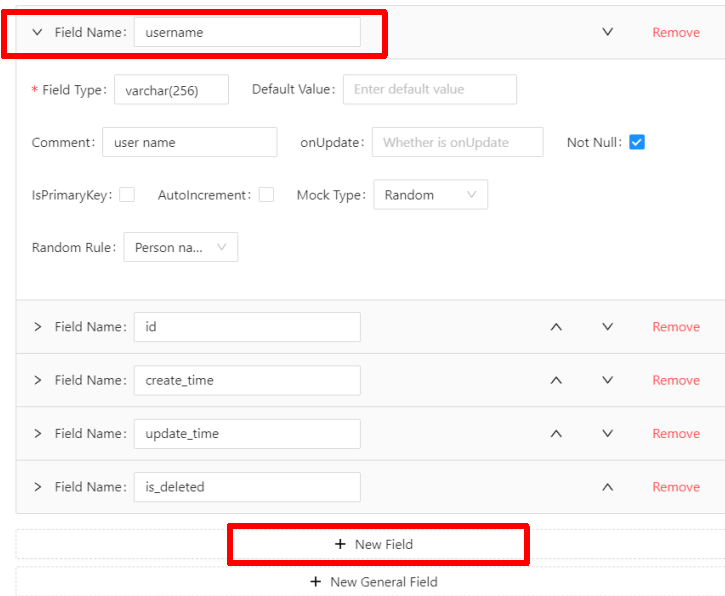 Field Name: username Remove
* Field Type: varchar(256) Default Value: Enter default value
Comment: user name onUpdate: Whether is onUpdate Not Null:
IsPrimaryKey: AutoIncrement: Mock Type: Random
Random Rule: Person na...
Field Name: id Remove
Field Name: create_time Remove
Field Name: update_time Remove
Field Name: is_deleted Remove
+ New Field
+ New General Field